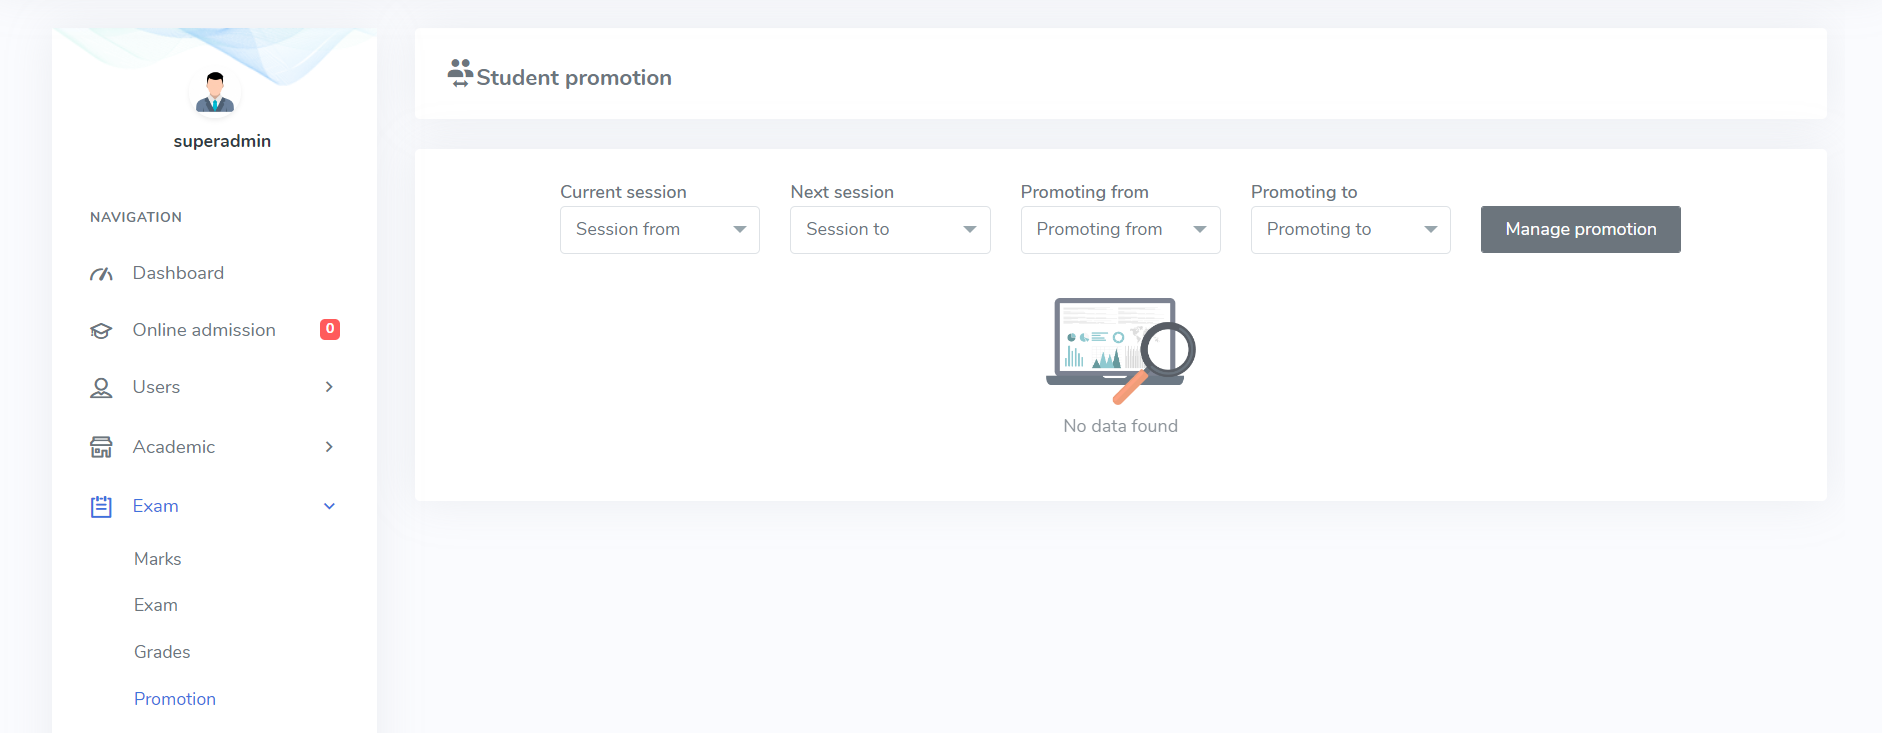 superadmin
NAVIGATION
Dashboard
Online admission 0
Users
Academic
Exam
Marks
Exam
Grades
Promotion
Student promotion
Current session Next session Promoting from Promoting to
Session from Session to Promoting from Promoting to Manage promotion
No data found